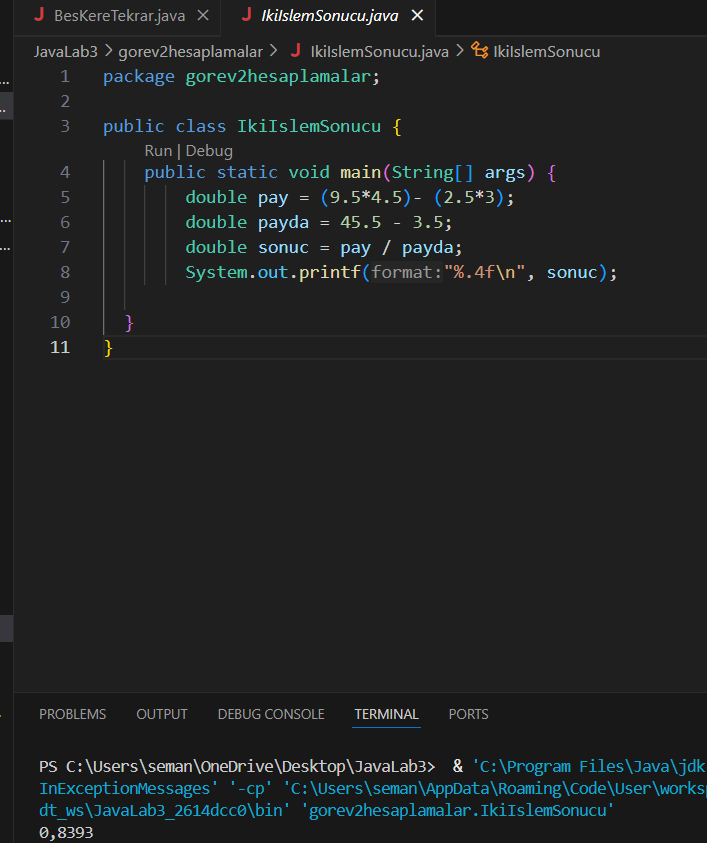 BesKereTekrar.java
IkiIslemSonucu.java
JavaLab3 > gorev2hesaplamalar > IkiIslemSonucu.java > IkiIslemSonucu
1 package gorev2hesaplamalar;
2
3 public class IkiIslemSonucu {
Run | Debug
4 public static void main(String[] args) {
5 double pay = (9.5*4.5)- (2.5*3);
6 double payda = 45.5 - 3.5;
7 double sonuc = pay / payda;
8 System.out.printf(format:"%.4f\n", sonuc);
9
10 }
11 }
PROBLEMS OUTPUT DEBUG CONSOLE TERMINAL PORTS
PS C:\Users\seman\OneDrive\Desktop\JavaLab3> & 'C:\Program Files\Java\jdk
InExceptionMessages' '-cp' 'C:\Users\seman\AppData\Roaming\Code\User\worksp
dt_ws\JavaLab3_2614dcc0\bin' 'gorev2hesaplamalar.IkiIslemSonucu'
0,8393